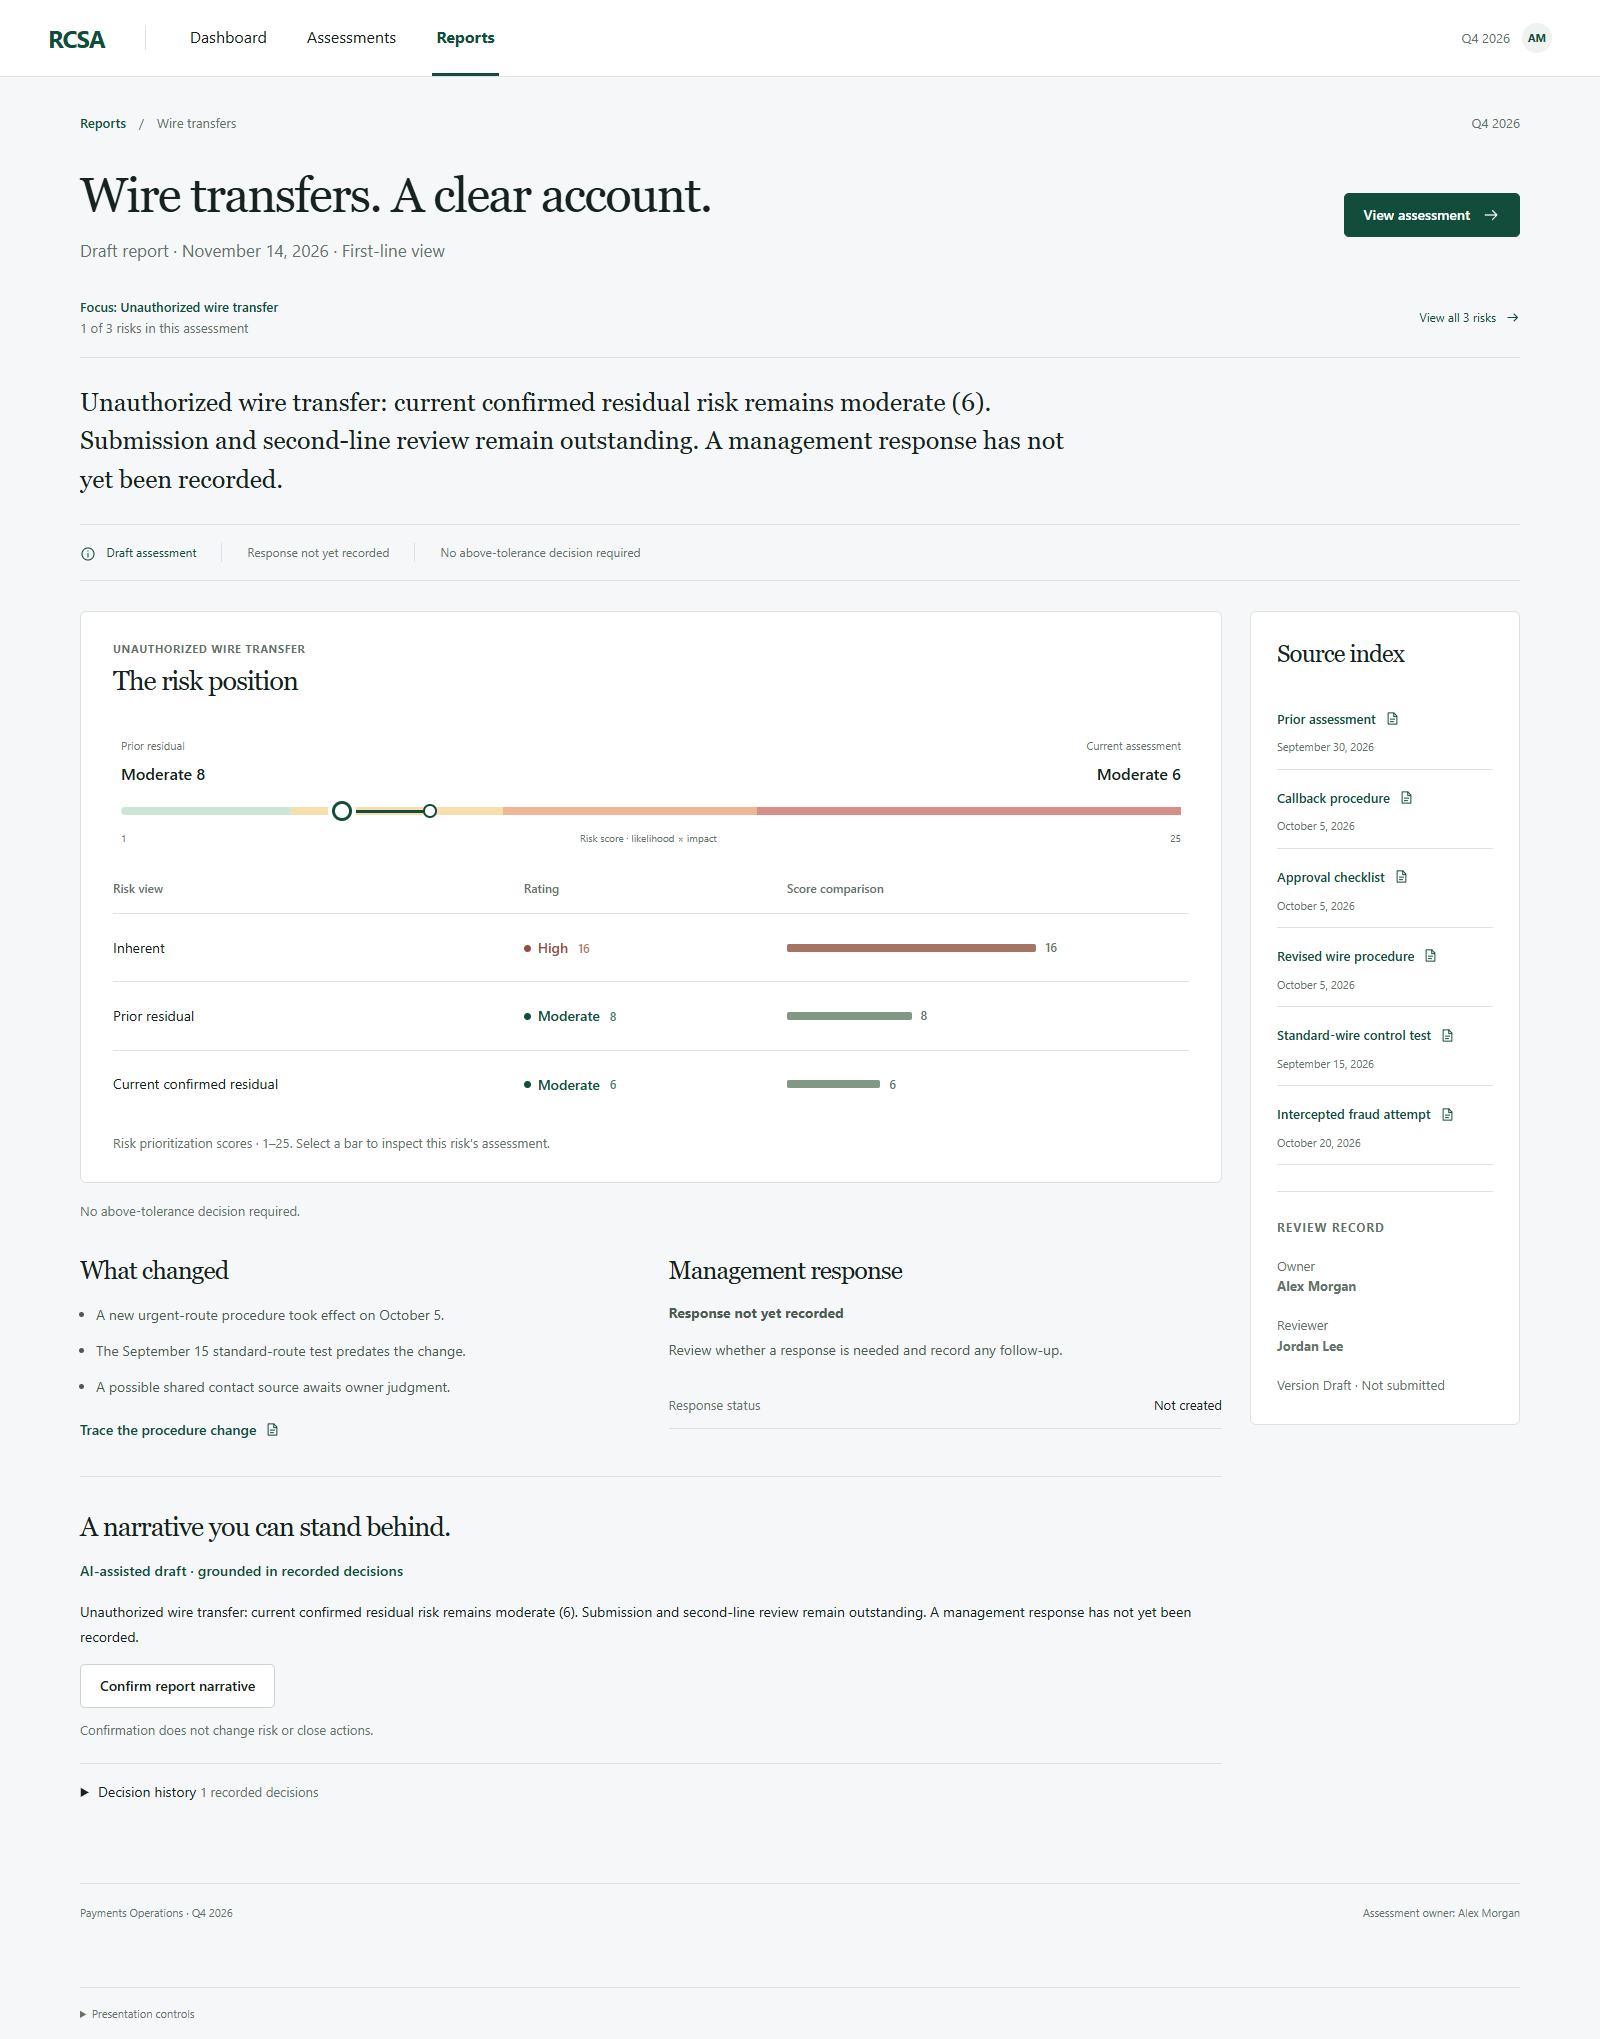 RCSA
Dashboard
Assessments
Reports
Q4 2026
AM
Reports / Wire transfers
Q4 2026
Wire transfers. A clear account.
Draft report · November 14, 2026 · First-line view
View assessment
Focus: Unauthorized wire transfer
1 of 3 risks in this assessment
View all 3 risks
Unauthorized wire transfer: current confirmed residual risk remains moderate (6).
Submission and second-line review remain outstanding. A management response has not
yet been recorded.
Draft assessment
Response not yet recorded
No above-tolerance decision required
UNAUTHORIZED WIRE TRANSFER
The risk position
Prior residual
Current assessment
Moderate 8
Moderate 6
1
Risk score · likelihood × impact
25
Risk view
Rating
Score comparison
Inherent
High 16
16
Prior residual
Moderate 8
8
Current confirmed residual
Moderate 6
6
Risk prioritization scores · 1–25. Select a bar to inspect this risk's assessment.
No above-tolerance decision required.
What changed
A new urgent-route procedure took effect on October 5.
The September 15 standard-route test predates the change.
A possible shared contact source awaits owner judgment.
Trace the procedure change
Management response
Response not yet recorded
Review whether a response is needed and record any follow-up.
Response status
Not created
A narrative you can stand behind.
AI-assisted draft · grounded in recorded decisions
Unauthorized wire transfer: current confirmed residual risk remains moderate (6). Submission and second-line review remain outstanding. A management response has not yet been
recorded.
Confirm report narrative
Confirmation does not change risk or close actions.
Decision history 1 recorded decisions
Source index
Prior assessment
September 30, 2026
Callback procedure
October 5, 2026
Approval checklist
October 5, 2026
Revised wire procedure
October 5, 2026
Standard-wire control test
September 15, 2026
Intercepted fraud attempt
October 20, 2026
REVIEW RECORD
Owner
Alex Morgan
Reviewer
Jordan Lee
Version Draft · Not submitted
Payments Operations · Q4 2026
Assessment owner: Alex Morgan
Presentation controls